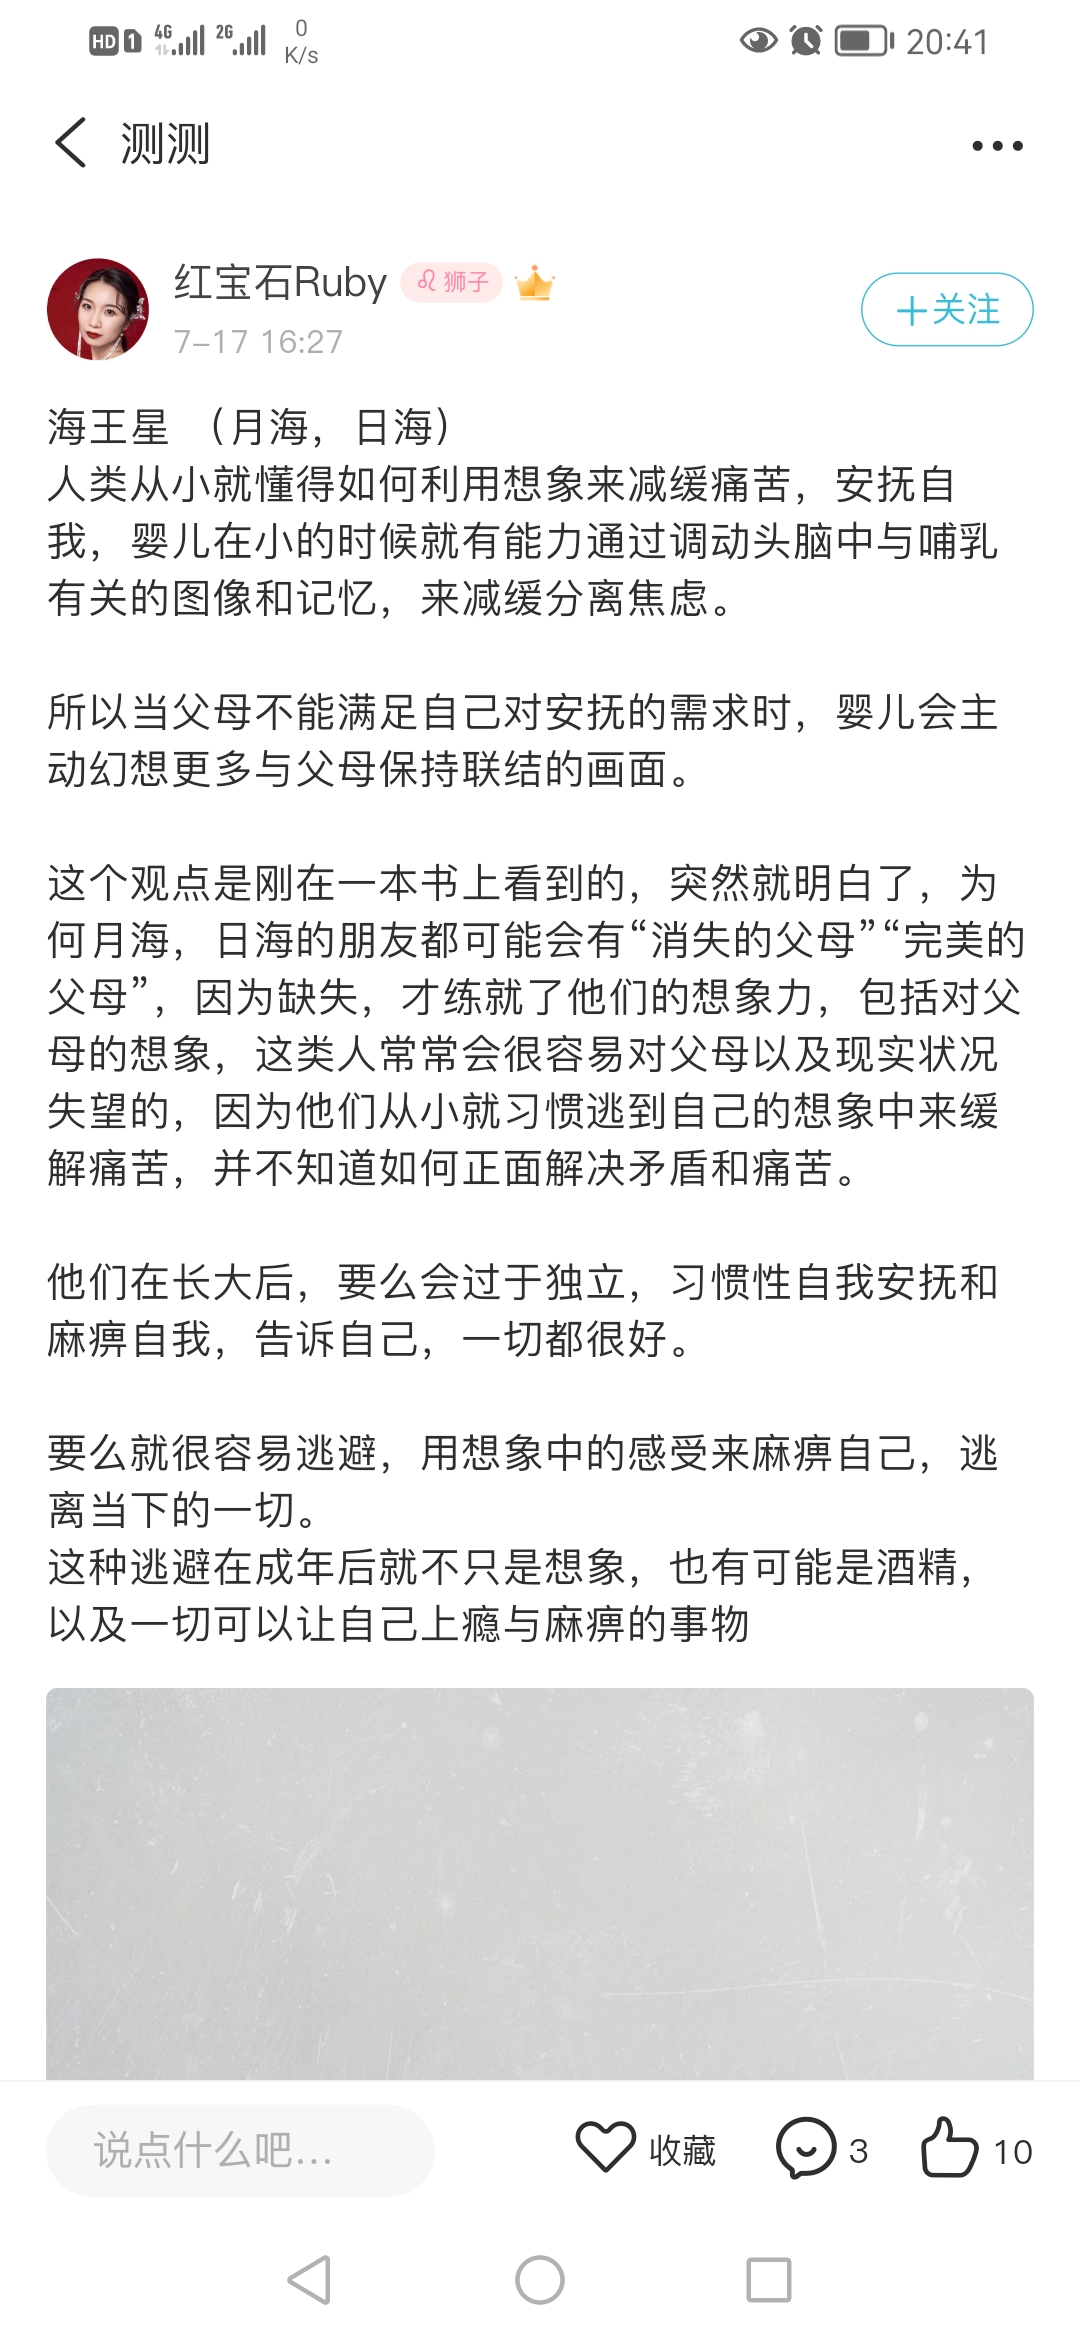 HD 1 4G 2G 0 K/s 20:41
测测
红宝石Ruby 狮子
7-17 16:27
+关注
海王星 （月海，日海）
人类从小就懂得如何利用想象来减缓痛苦，安抚自
我，婴儿在小的时候就有能力通过调动头脑中与哺乳
有关的图像和记忆，来减缓分离焦虑。
所以当父母不能满足自己对安抚的需求时，婴儿会主
动幻想更多与父母保持联结的画面。
这个观点是刚在一本书上看到的，突然就明白了，为
何月海，日海的朋友都可能会有“消失的父母”“完美的
父母”，因为缺失，才练就了他们的想象力，包括对父
母的想象，这类人常常会很容易对父母以及现实状况
失望的，因为他们从小就习惯逃到自己的想象中来缓
解痛苦，并不知道如何正面解决矛盾和痛苦。
他们在长大后，要么会过于独立，习惯性自我安抚和
麻痹自我，告诉自己，一切都很好。
要么就很容易逃避，用想象中的感受来麻痹自己，逃
离当下的一切。
这种逃避在成年后就不只是想象，也有可能是酒精，
以及一切可以让自己上瘾与麻痹的事物
说点什么吧... 收藏 3 10